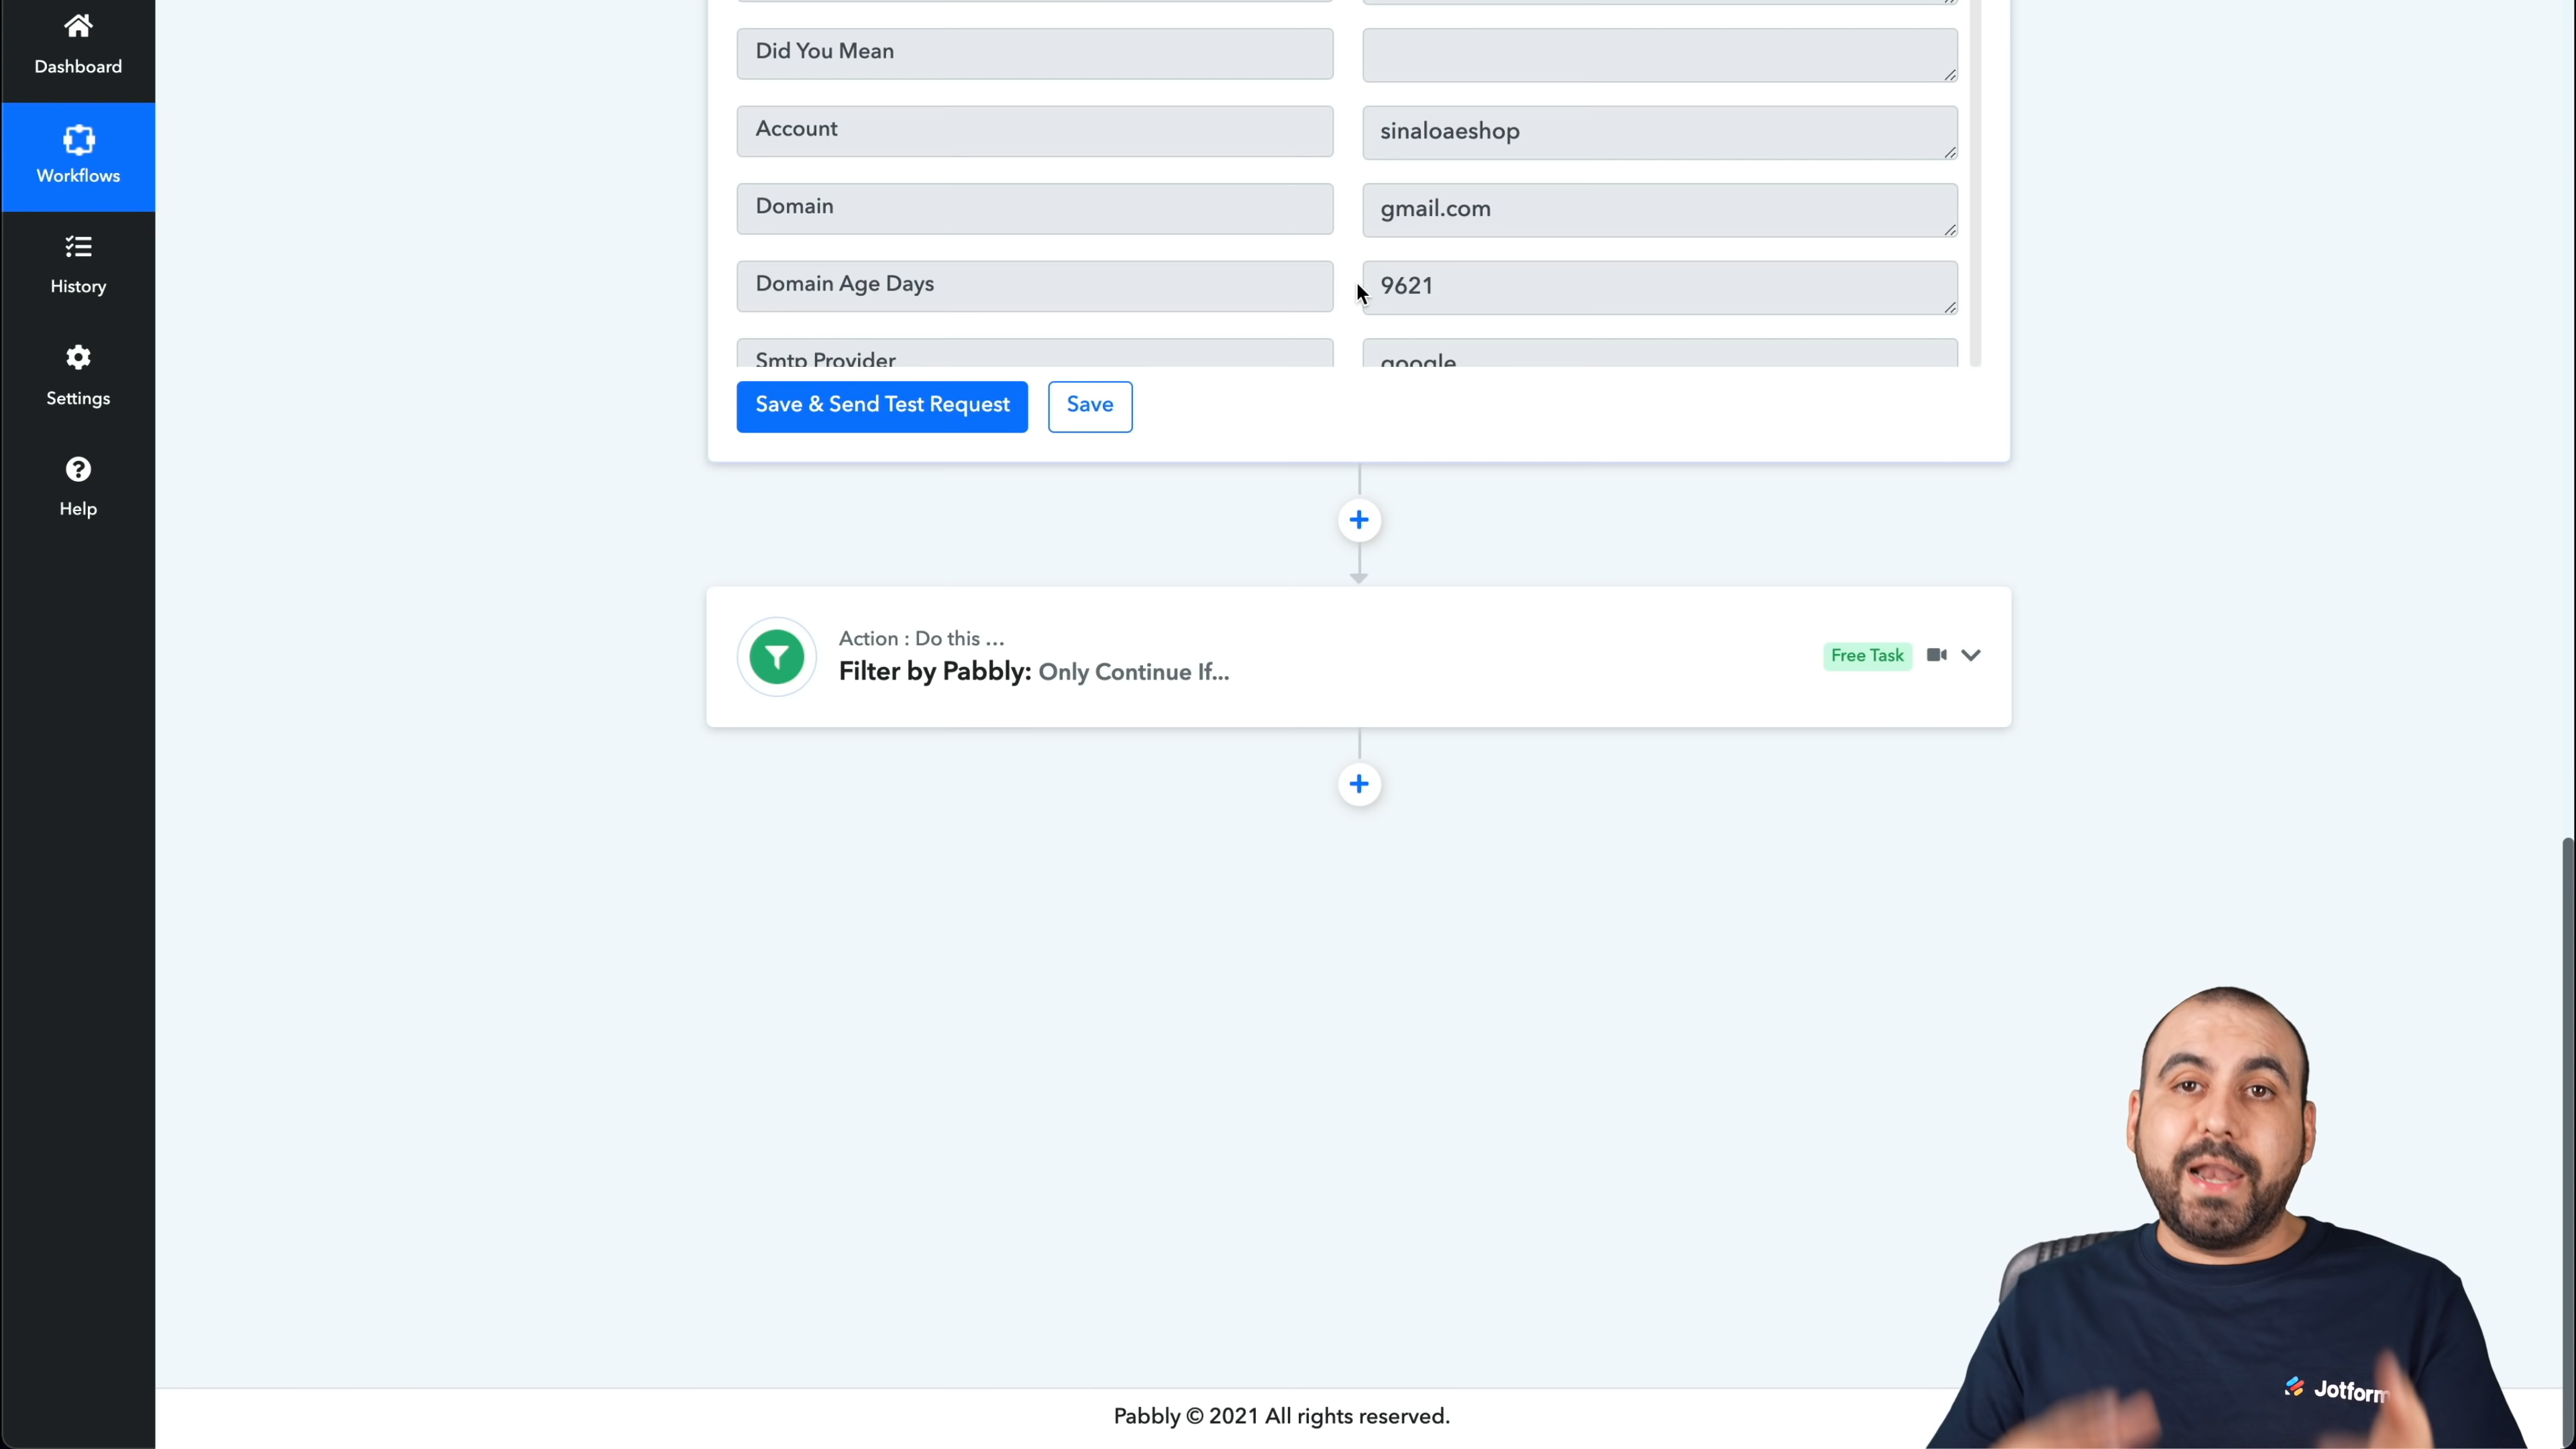 Dashboard
Workflows
History
Settings
Help
Did You Mean
Account
sinaloaeshop
Domain
gmail.com
Domain Age Days
9621
Smtp Provider
google
Save & Send Test Request
Save
Action : Do this ...
Filter by Pabbly: Only Continue If...
Free Task
Jotform
Pabbly © 2021 All rights reserved.